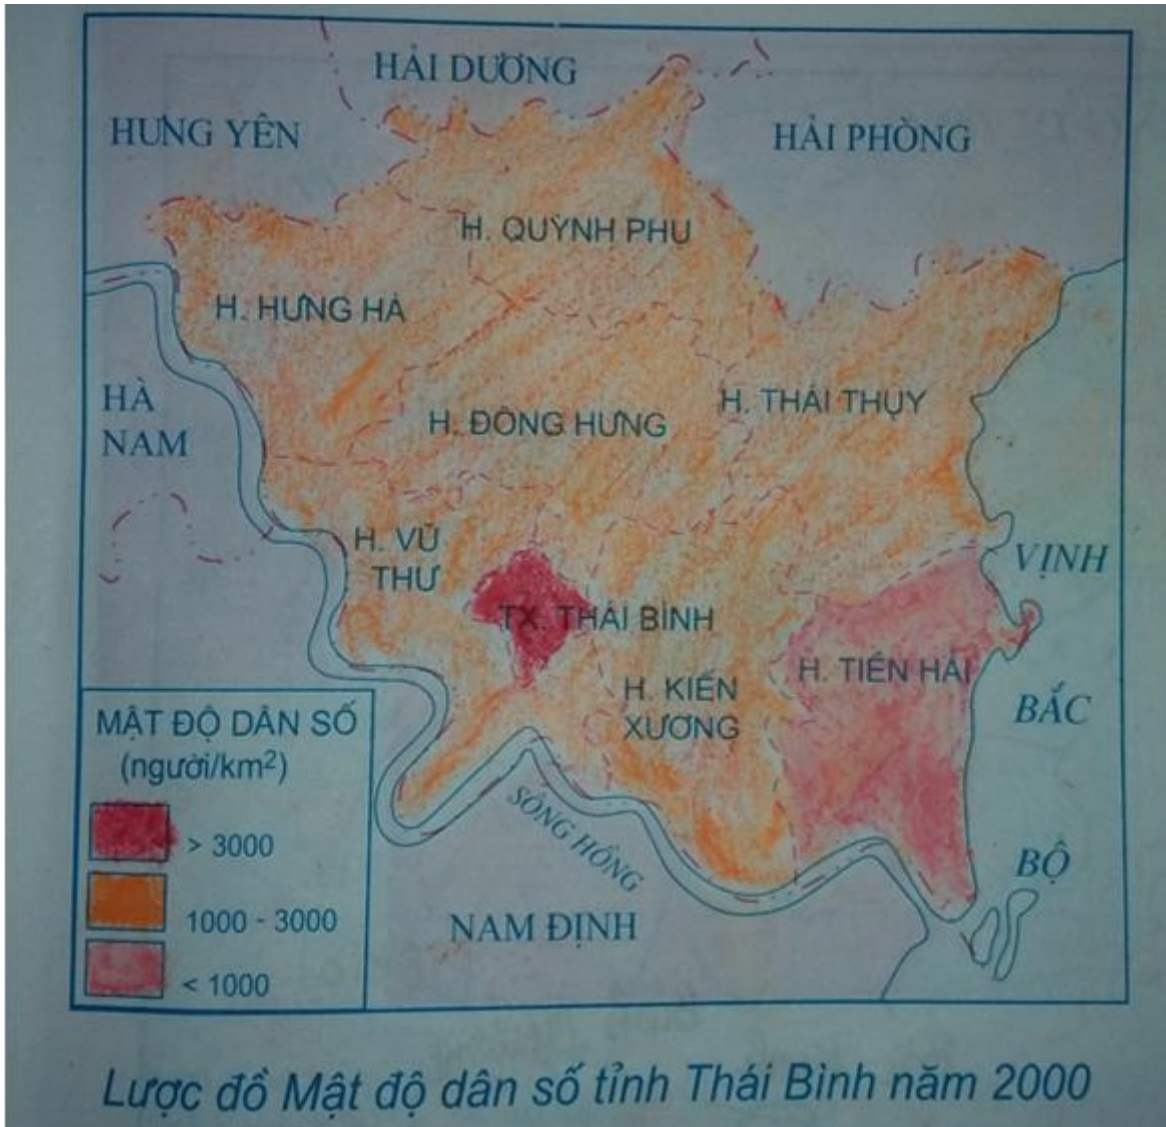 HẢI DƯƠNG
HƯNG YÊN
HẢI PHÒNG
H. QUỲNH PHỤ
H. HƯNG HÀ
HÀ
NAM
H. ĐÔNG HƯNG
H. THÁI THỤY
H. VŨ
THƯ
VỊNH
TX. THÁI BÌNH
H. TIỀN HẢI
H. KIẾN
XƯƠNG
BẮC
MẬT ĐỘ DÂN SỐ
(người/km²)
> 3000
1000 - 3000
< 1000
SÔNG HỒNG
BỘ
NAM ĐỊNH
Lược đồ Mật độ dân số tỉnh Thái Bình năm 2000